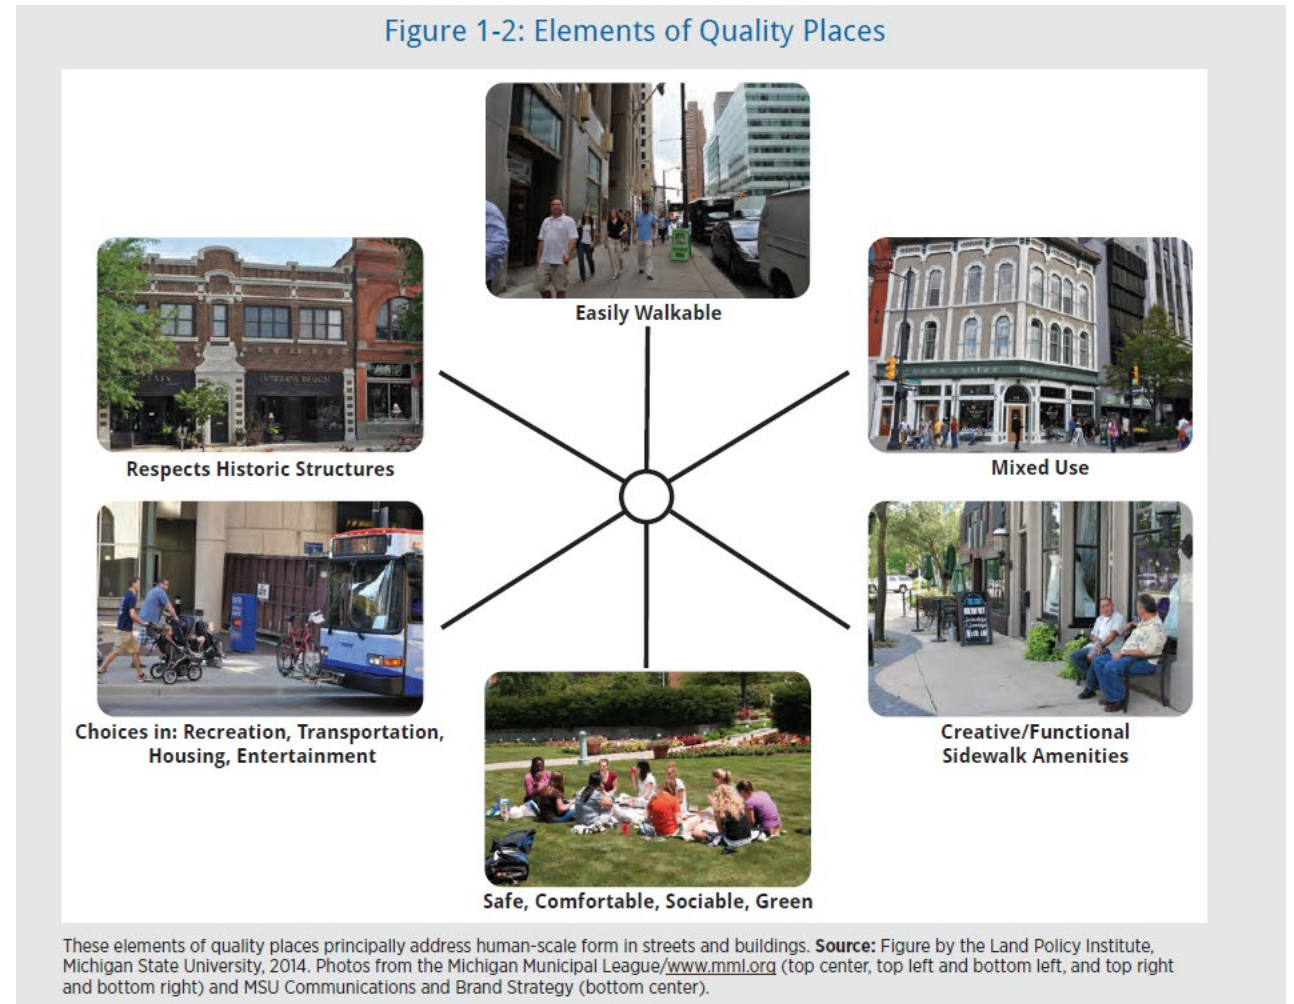 Figure 1-2: Elements of Quality Places
Easily Walkable
INTERIOR DESIGN
Respects Historic Structures
Mixed Use
Choices in: Recreation, Transportation,
Housing, Entertainment
Creative/Functional
Sidewalk Amenities
Safe, Comfortable, Sociable, Green
These elements of quality places principally address human-scale form in streets and buildings. Source: Figure by the Land Policy Institute,
Michigan State University, 2014. Photos from the Michigan Municipal League/www.mml.org (top center, top left and bottom left, and top right
and bottom right) and MSU Communications and Brand Strategy (bottom center).